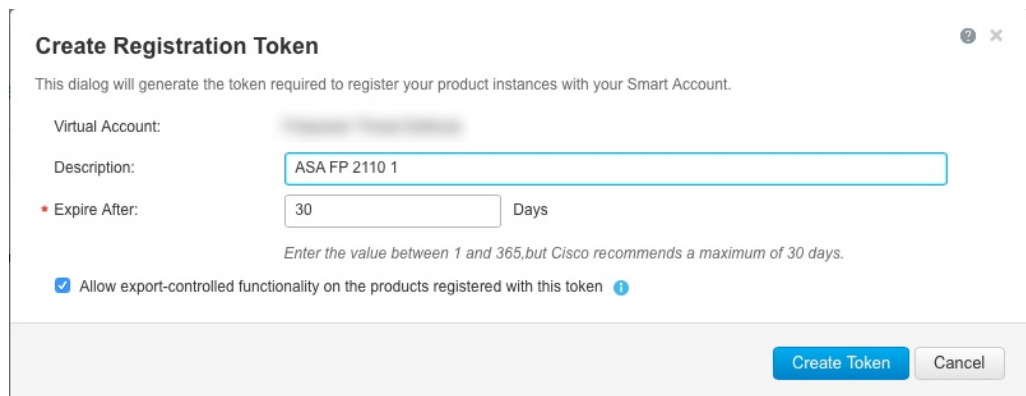 Create Registration Token
This dialog will generate the token required to register your product instances with your Smart Account.
Virtual Account:
Description: ASA FP 2110 1
* Expire After: 30 Days
Enter the value between 1 and 365,but Cisco recommends a maximum of 30 days.
Allow export-controlled functionality on the products registered with this token
Create Token Cancel